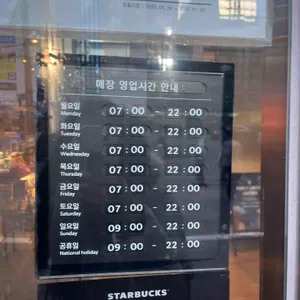 매장 영업시간 안내
월요일 07 : 00 - 22 : 00
Monday
화요일 07 : 00 - 22 : 00
Tuesday
수요일 07 : 00 - 22 : 00
Wednesday
목요일 07 : 00 - 22 : 00
Thursday
금요일 07 : 00 - 22 : 00
Friday
토요일 07 : 00 - 22 : 00
Saturday
일요일 09 : 00 - 22 : 00
Sunday
공휴일 09 : 00 - 22 : 00
National holiday
STARBUCKS